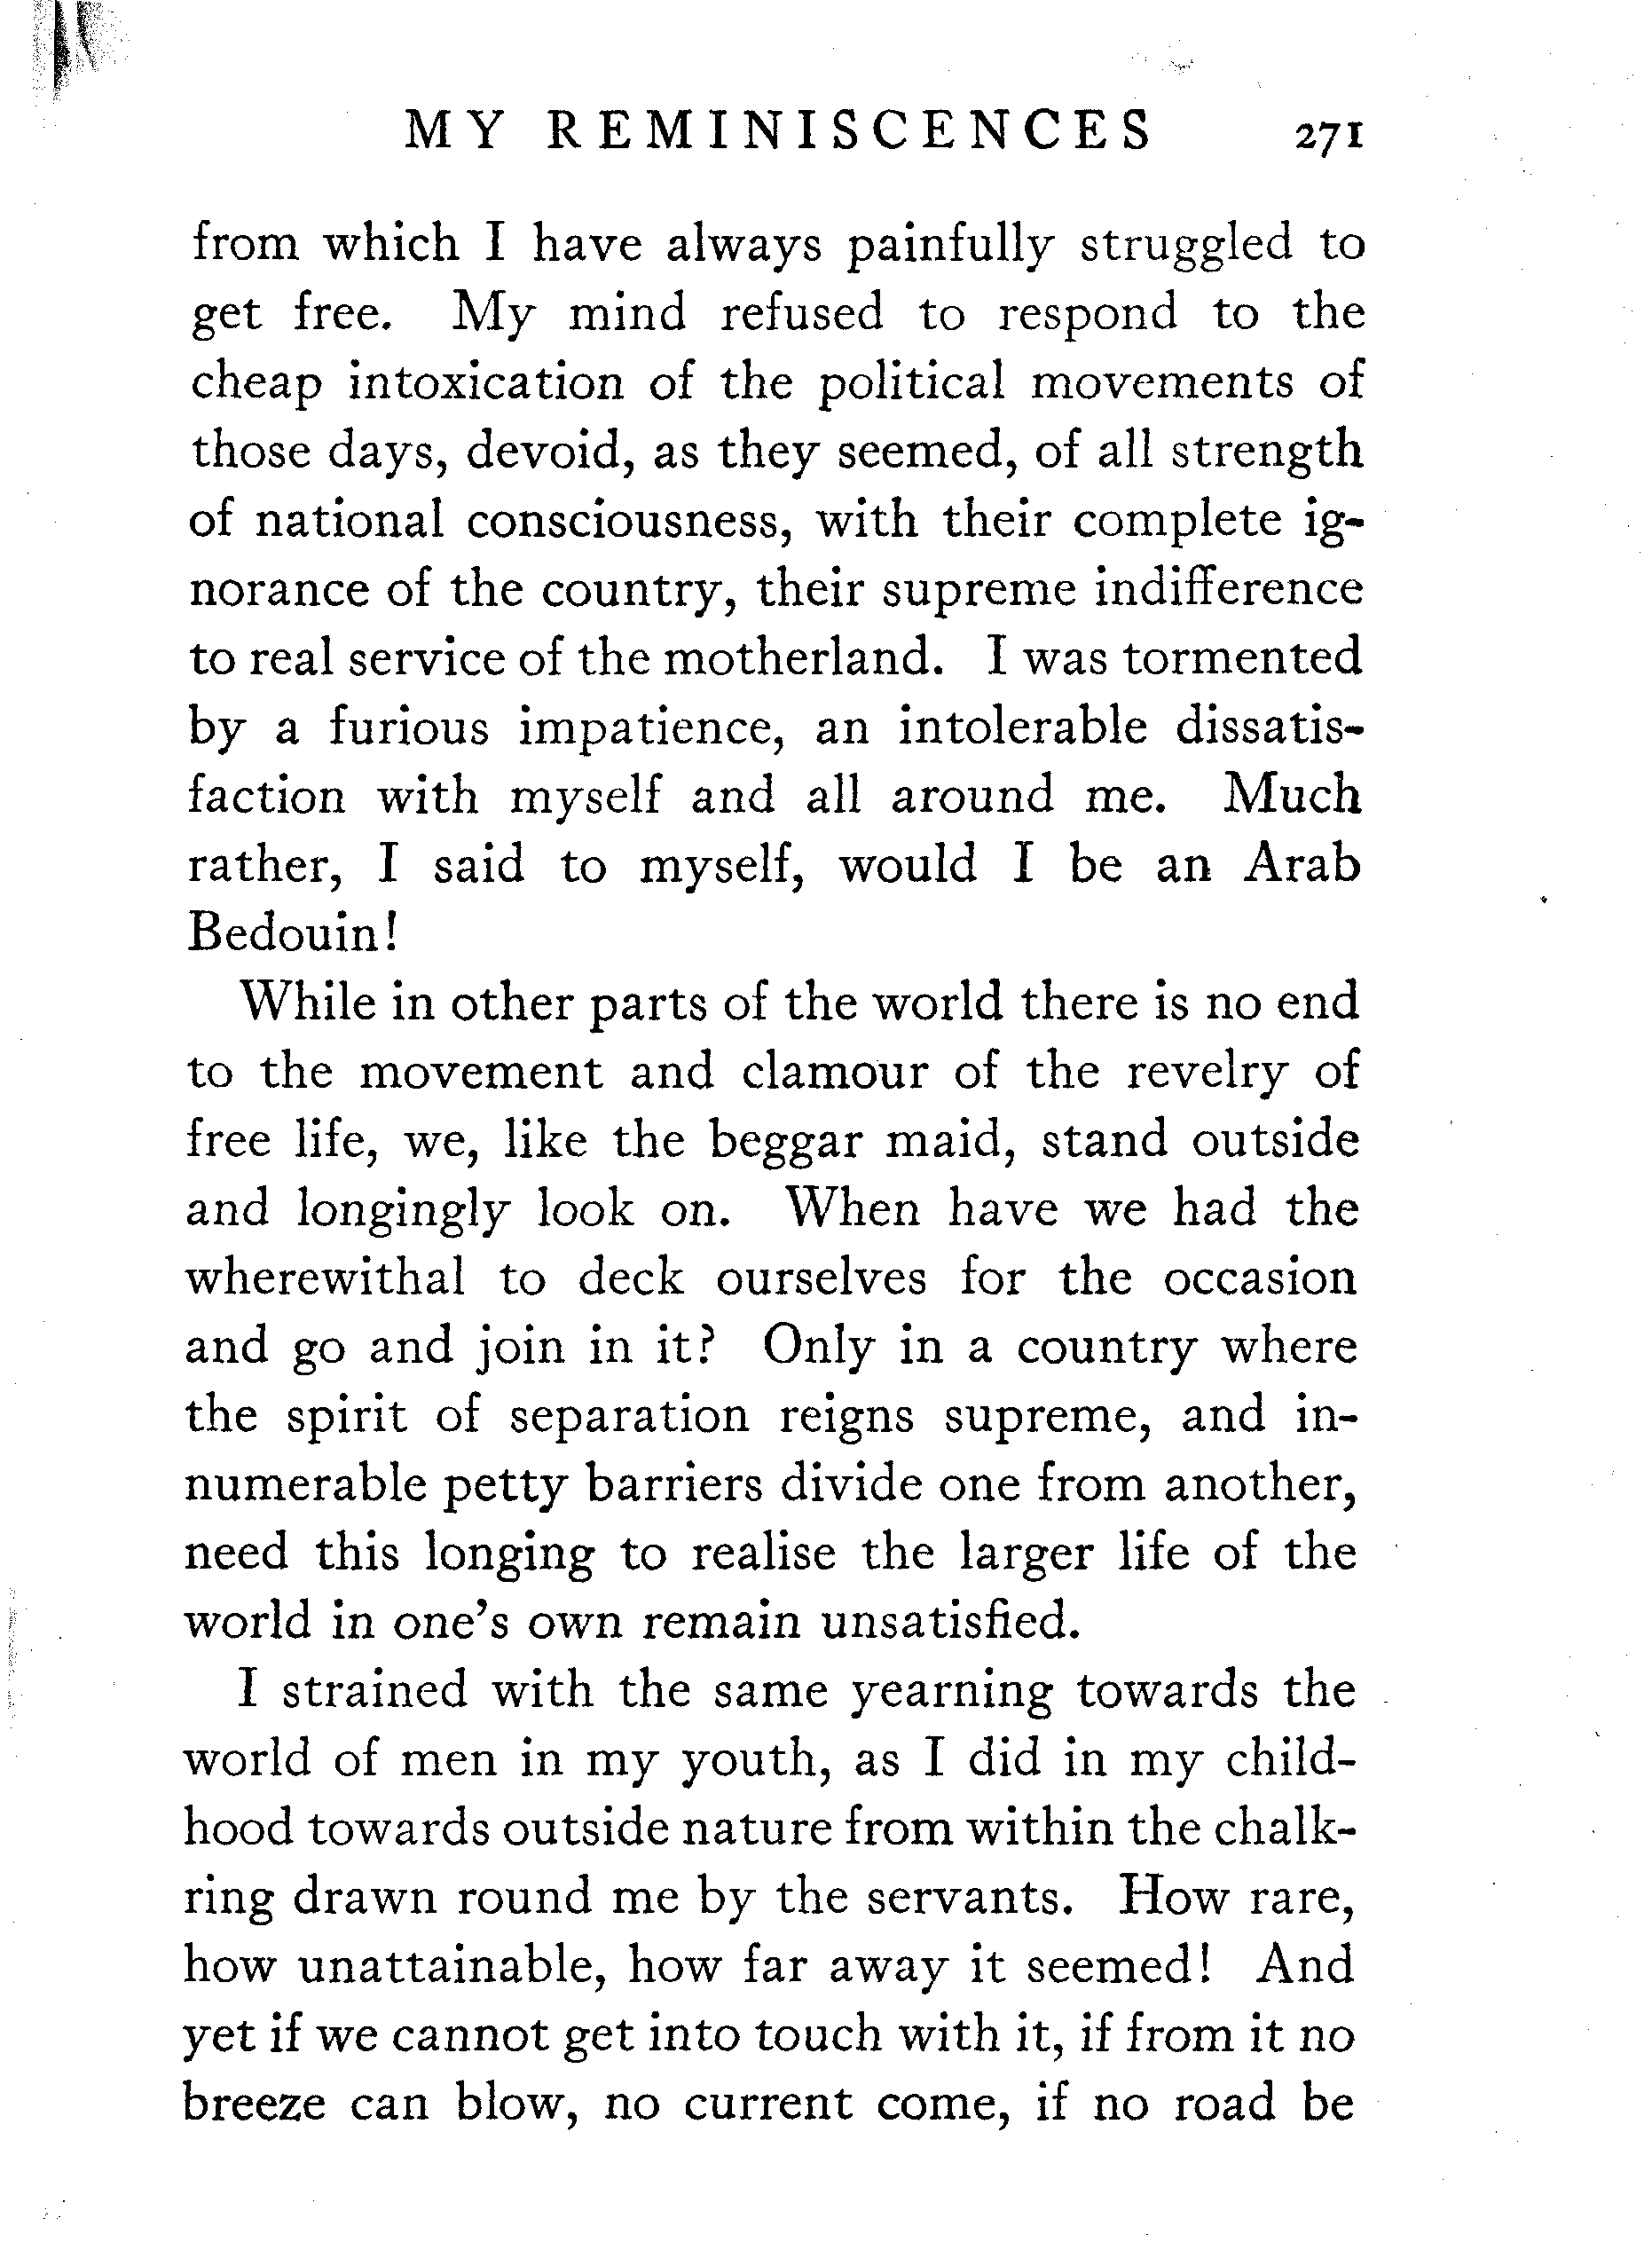 MY REMINISCENCES 271
from which I have always painfully struggled to
get free. My mind refused to respond to the
cheap intoxication of the political movements of
those days, devoid, as they seemed, of all strength
of national consciousness, with their complete ig-
norance of the country, their supreme indifference
to real service of the motherland. I was tormented
by a furious impatience, an intolerable dissatis-
faction with myself and all around me. Much
rather, I said to myself, would I be an Arab
Bedouin!
While in other parts of the world there is no end
to the movement and clamour of the revelry of
free life, we, like the beggar maid, stand outside
and longingly look on. When have we had the
wherewithal to deck ourselves for the occasion
and go and join in it? Only in a country where
the spirit of separation reigns supreme, and in-
numerable petty barriers divide one from another,
need this longing to realise the larger life of the
world in one's own remain unsatisfied.
I strained with the same yearning towards the
world of men in my youth, as I did in my child-
hood towards outside nature from within the chalk-
ring drawn round me by the servants. How rare,
how unattainable, how far away it seemed! And
yet if we cannot get into touch with it, if from it no
breeze can blow, no current come, if no road be